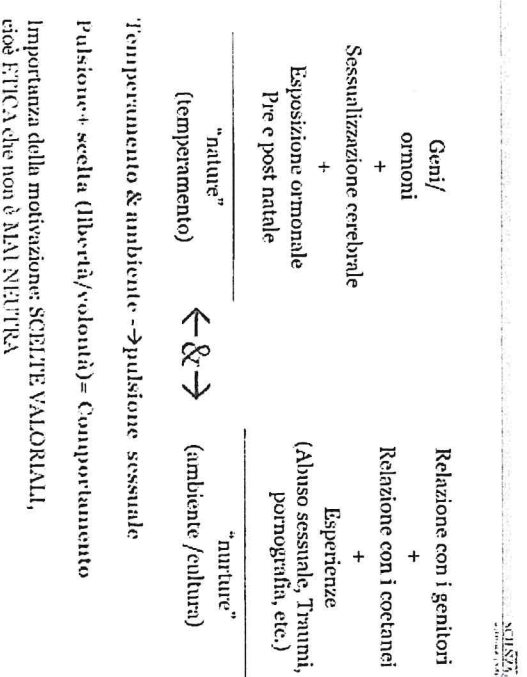 Geni/
ormoni
+
Sessualizzazione cerebrale
+
Esposizione ormonale
Pre e post natale
"nature"
(temperamento)
←&→
Relazione con i genitori
+
Relazione con i coetanei
+
Esperienze
(Abuso sessuale, Traumi,
pornografia, etc.)
"nurture"
(ambiente /cultura)
Temperamento & ambiente -→pulsione sessuale
Pulsione+ scelta (libertà/volontà)= Comportamento
Importanza della motivazione: SCELTE VALORIALI,
cioè ETICA che non è MAI NEUTRA